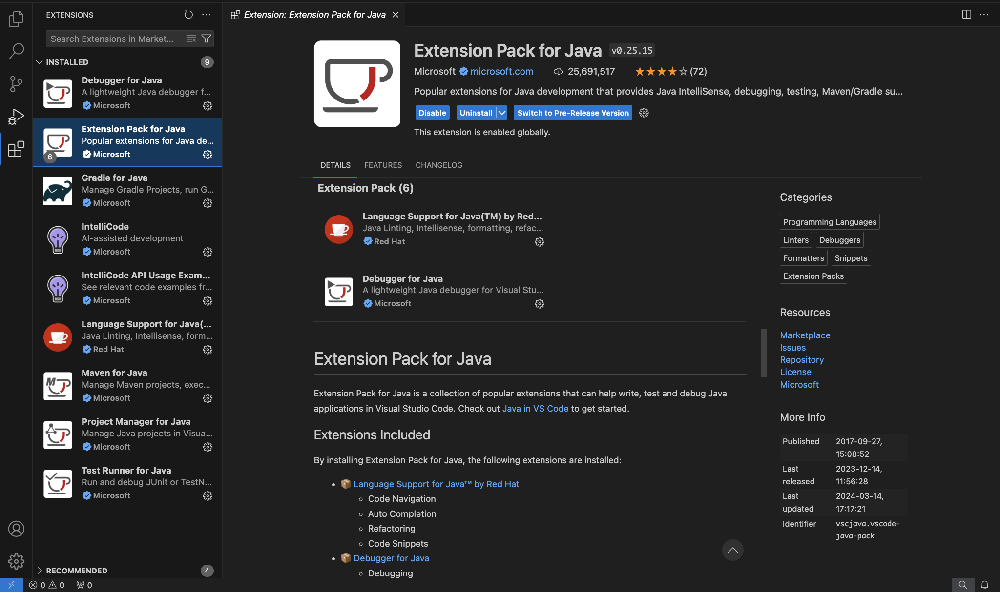 EXTENSIONS
Search Extensions in Market...
INSTALLED
9
Debugger for Java
A lightweight Java debugger f...
Microsoft
Extension Pack for Java
Popular extensions for Java de...
6
Microsoft
Gradle for Java
Manage Gradle Projects, run G...
Microsoft
IntelliCode
AI-assisted development
Microsoft
IntelliCode API Usage Exam...
See relevant code examples fr...
Microsoft
Language Support for Java(...
Java Linting, Intellisense, form...
Red Hat
Maven for Java
Manage Maven projects, exec...
Microsoft
Project Manager for Java
Manage Java projects in Visua...
Microsoft
Test Runner for Java
Run and debug JUnit or TestN...
Microsoft
RECOMMENDED
4
Extension: Extension Pack for Java
Extension Pack for Java v0.25.15
Microsoft microsoft.com 25,691,517 (72)
Popular extensions for Java development that provides Java IntelliSense, debugging, testing, Maven/Gradle su...
Disable Uninstall Switch to Pre-Release Version
This extension is enabled globally.
DETAILS FEATURES CHANGELOG
Extension Pack (6)
Language Support for Java(TM) by Red...
Java Linting, Intellisense, formatting, refac...
Red Hat
Debugger for Java
A lightweight Java debugger for Visual Stu...
Microsoft
Extension Pack for Java
Extension Pack for Java is a collection of popular extensions that can help write, test and debug Java
applications in Visual Studio Code. Check out Java in VS Code to get started.
Extensions Included
By installing Extension Pack for Java, the following extensions are installed:
Language Support for Java™ by Red Hat
Code Navigation
Auto Completion
Refactoring
Code Snippets
Debugger for Java
Debugging
Categories
Programming Languages
Linters Debuggers
Formatters Snippets
Extension Packs
Resources
Marketplace
Issues
Repository
License
Microsoft
More Info
Published 2017-09-27,
15:08:52
Last 2023-12-14,
released 11:56:28
Last 2024-03-14,
updated 17:17:21
Identifier vscjava.vscode-
java-pack
0 0 0